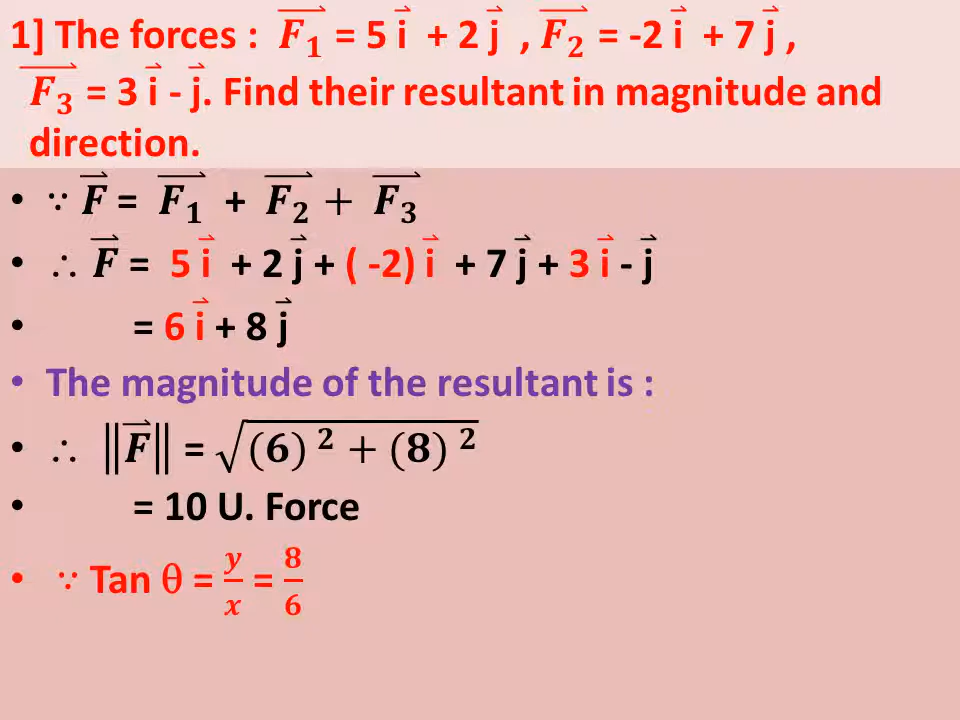 1] The forces : F₁⃗ = 5 i⃗ + 2 j⃗ , F₂⃗ = -2 i⃗ + 7 j⃗ ,
F₃⃗ = 3 i⃗ - j⃗. Find their resultant in magnitude and
direction.
• ∵ F⃗ = F₁⃗ + F₂⃗ + F₃⃗
• ∴ F⃗ = 5 i⃗ + 2 j⃗ + ( -2) i⃗ + 7 j⃗ + 3 i⃗ - j⃗
• = 6 i⃗ + 8 j⃗
• The magnitude of the resultant is :
• ∴ ‖F⃗‖ = √((6)² + (8)²)
• = 10 U. Force
• ∵ Tan θ = y/x = 8/6